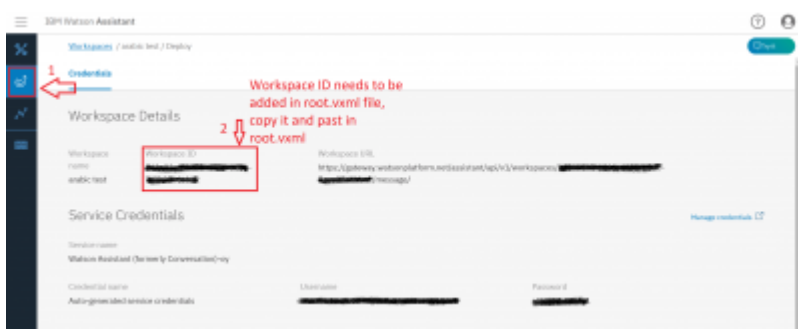 IBM Watson Assistant
Workspaces / arabic test / Deploy
1
Credentials
Workspace ID needs to be
added in root.vxml file,
copy it and past in
root.vxml
2
Workspace Details
Workspace
name
arabic test
Workspace ID
Workspace URL
https://gateway.watsonplatform.net/assistant/api/v1/workspaces/
/message/
Service Credentials
Manage credentials
Service name
Watson Assistant (formerly Conversation)-oy
Credential name
Username
Password
Auto-generated service credentials